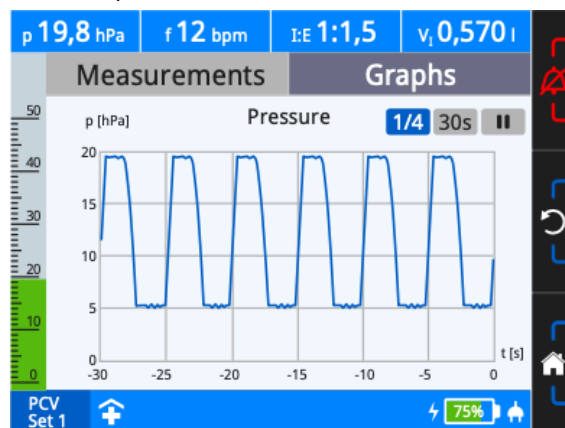 p 19,8 hPa f 12 bpm I:E 1:1,5 VI 0,570 l
Measurements Graphs
p [hPa] Pressure 1/4 30s
50
40
30
20
10
0
20
15
10
5
0
t [s]
-30 -25 -20 -15 -10 -5 0
PCV
Set 1 75%